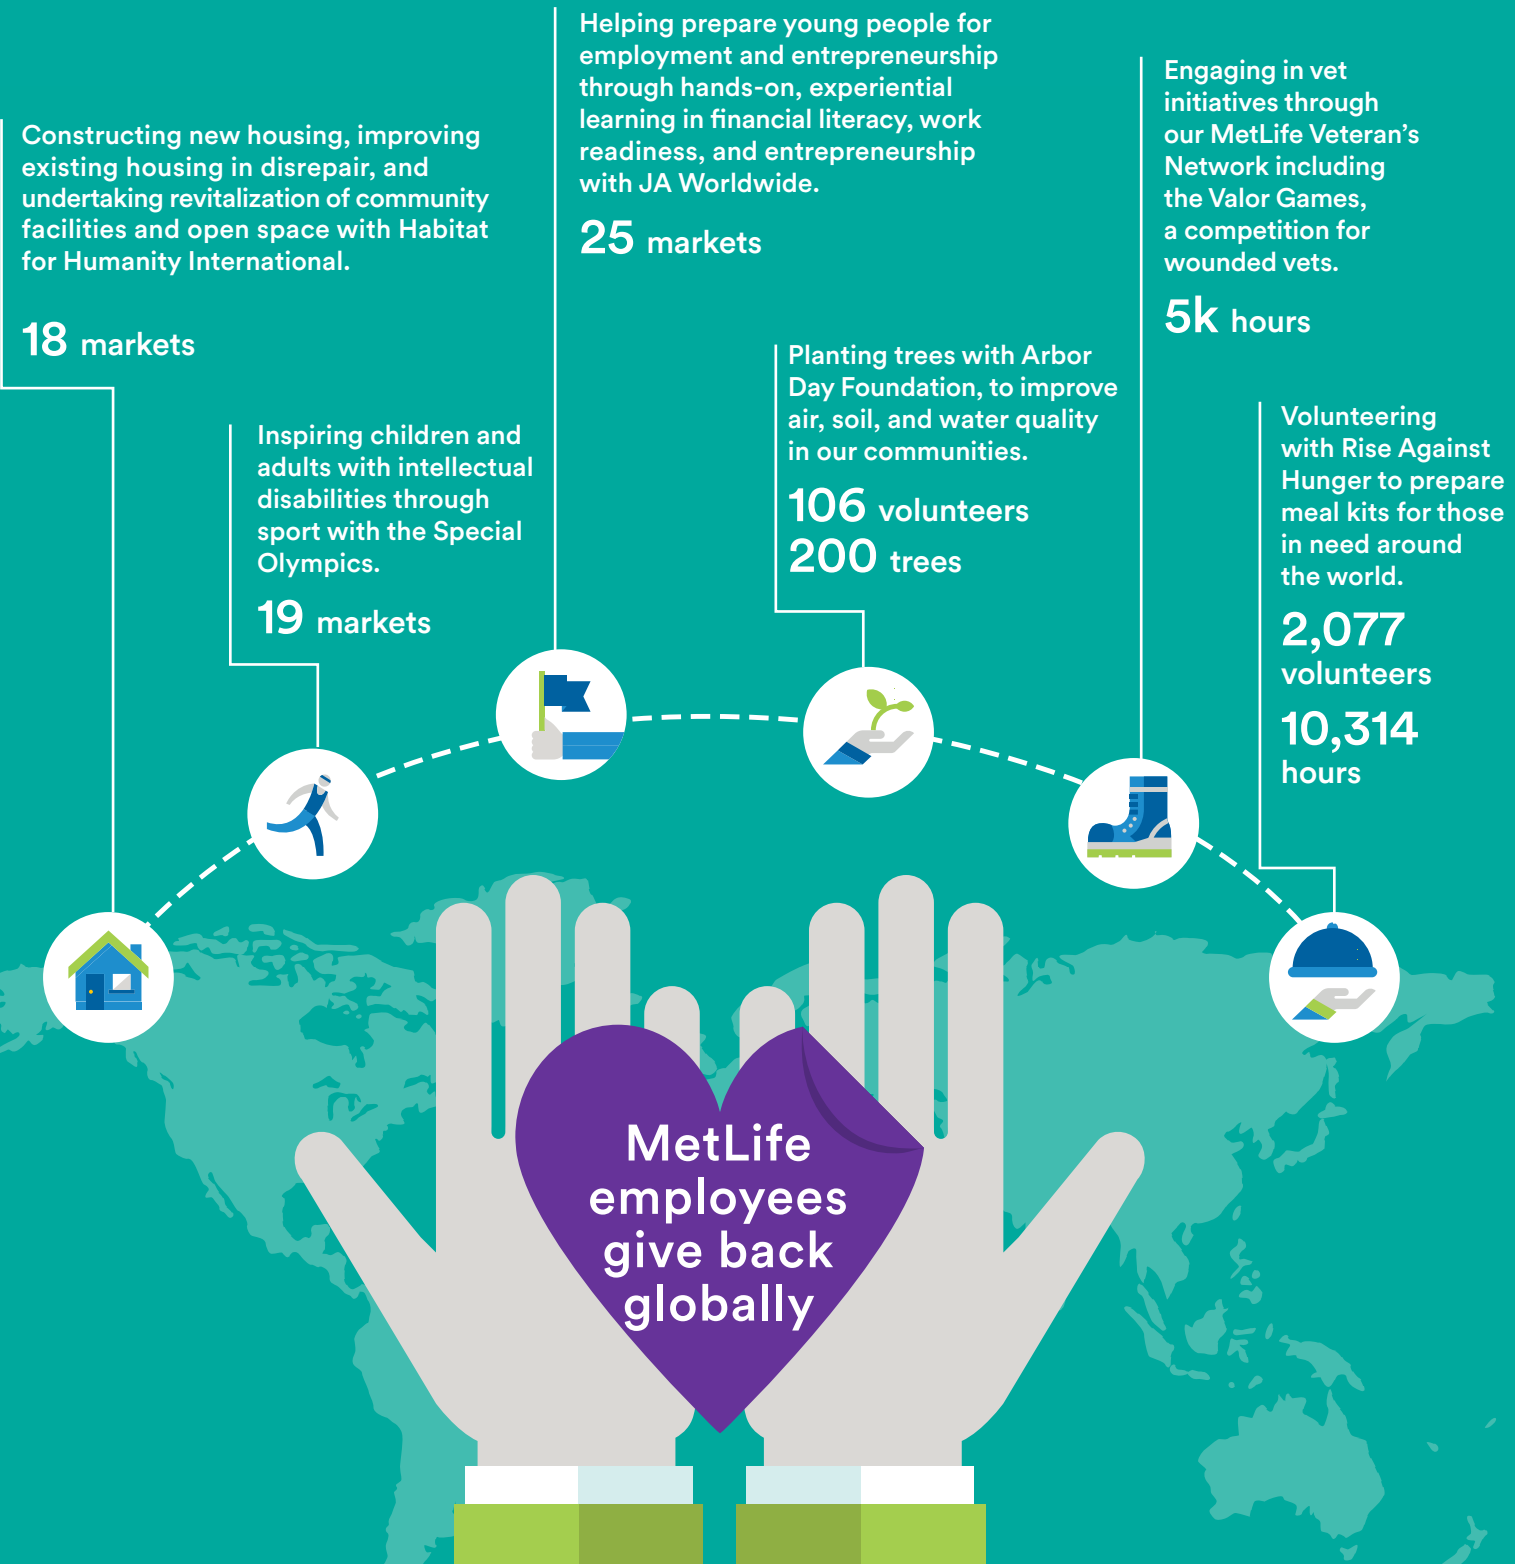 Constructing new housing, improving
existing housing in disrepair, and
undertaking revitalization of community
facilities and open space with Habitat
for Humanity International.
18 markets
Inspiring children and
adults with intellectual
disabilities through
sport with the Special
Olympics.
19 markets
Helping prepare young people for
employment and entrepreneurship
through hands-on, experiential
learning in financial literacy, work
readiness, and entrepreneurship
with JA Worldwide.
25 markets
Planting trees with Arbor
Day Foundation, to improve
air, soil, and water quality
in our communities.
106 volunteers
200 trees
Engaging in vet
initiatives through
our MetLife Veteran’s
Network including
the Valor Games,
a competition for
wounded vets.
5k hours
Volunteering
with Rise Against
Hunger to prepare
meal kits for those
in need around
the world.
2,077
volunteers
10,314
hours
MetLife
employees
give back
globally